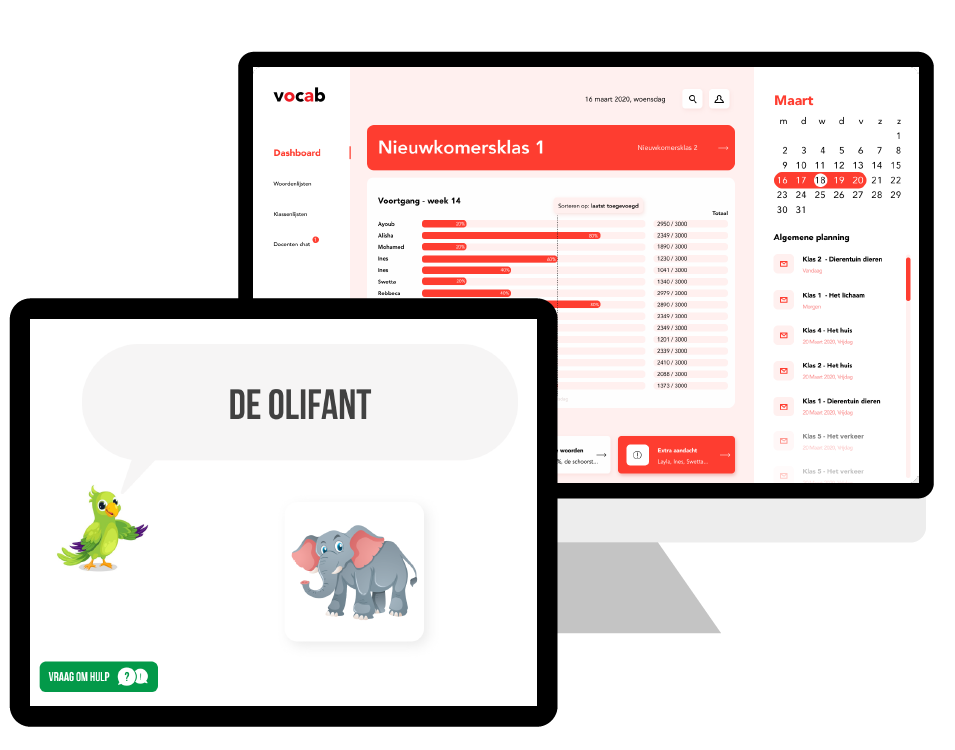 vocab
Dashboard
Woordenlijsten
Klassenlijsten
Docenten chat
16 maart 2020, woensdag
Nieuwkomersklas 1
Nieuwkomersklas 2
Voortgang - week 14
Sorteren op: laatst toegevoegd
Totaal
Ayoub 20% 2950 / 3000
Alisha 80% 2349 / 3000
Mohamed 20% 1890 / 3000
Ines 60% 1230 / 3000
Ines 40% 1041 / 3000
Swetta 20% 1340 / 3000
Rebbeca 40% 2979 / 3000
80% 2890 / 3000
2349 / 3000
2349 / 3000
1201 / 3000
2339 / 3000
2410 / 3000
2088 / 3000
1373 / 3000
woorden
de schoorst...
Extra aandacht
Layla, Ines, Swetta...
Maart
m d w d v z z
1
2 3 4 5 6 7 8
9 10 11 12 13 14 15
16 17 18 19 20 21 22
23 24 25 26 27 28 29
30 31
Algemene planning
Klas 2 - Dierentuin dieren
Vandaag
Klas 1 - Het lichaam
Morgen
Klas 4 - Het huis
20 Maart 2020, Vrijdag
Klas 2 - Het huis
20 Maart 2020, Vrijdag
Klas 1 - Dierentuin dieren
20 Maart 2020, Vrijdag
Klas 5 - Het verkeer
20 Maart 2020, Vrijdag
Klas 5 - Het verkeer
DE OLIFANT
VRAAG OM HULP